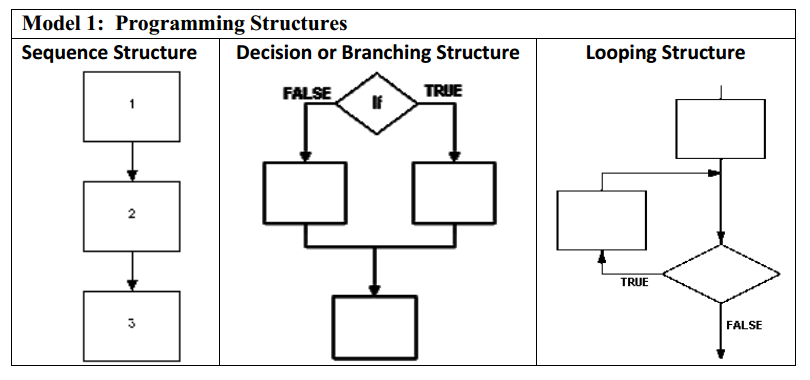 Model 1: Programming Structures
Sequence Structure
Decision or Branching Structure
Looping Structure
1
2
3
FALSE
If
TRUE
TRUE
FALSE